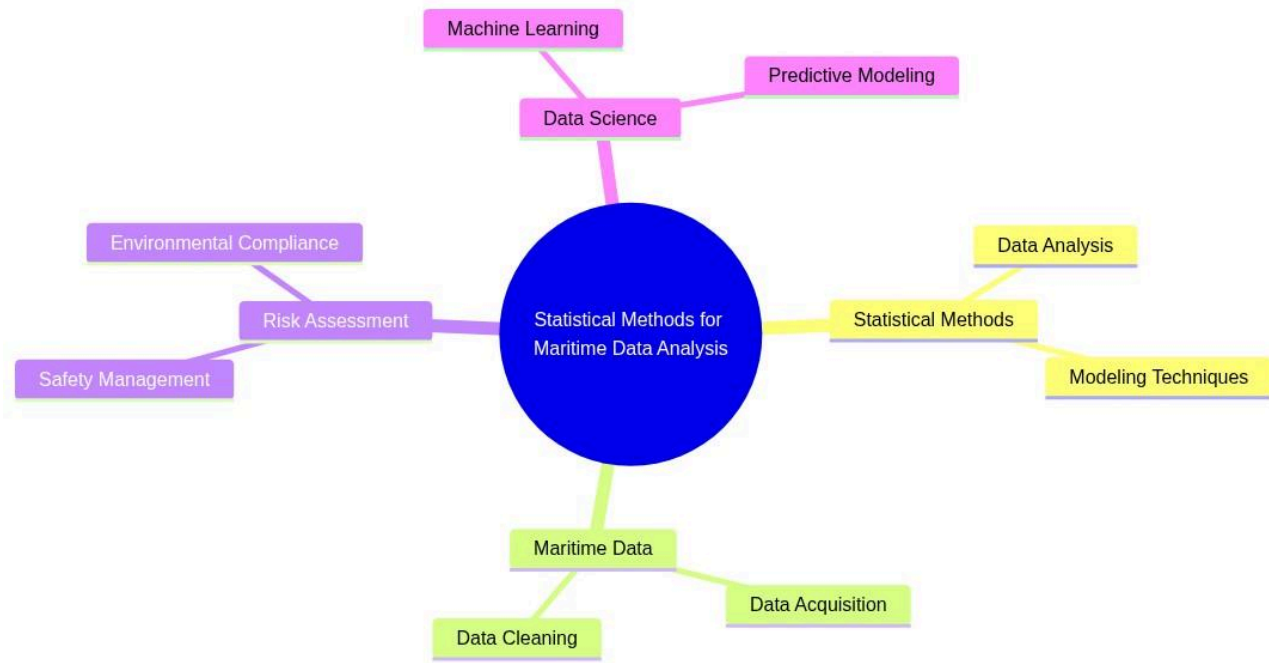 Machine Learning
Predictive Modeling
Data Science
Environmental Compliance
Data Analysis
Risk Assessment
Statistical Methods for
Maritime Data Analysis
Statistical Methods
Safety Management
Modeling Techniques
Maritime Data
Data Acquisition
Data Cleaning